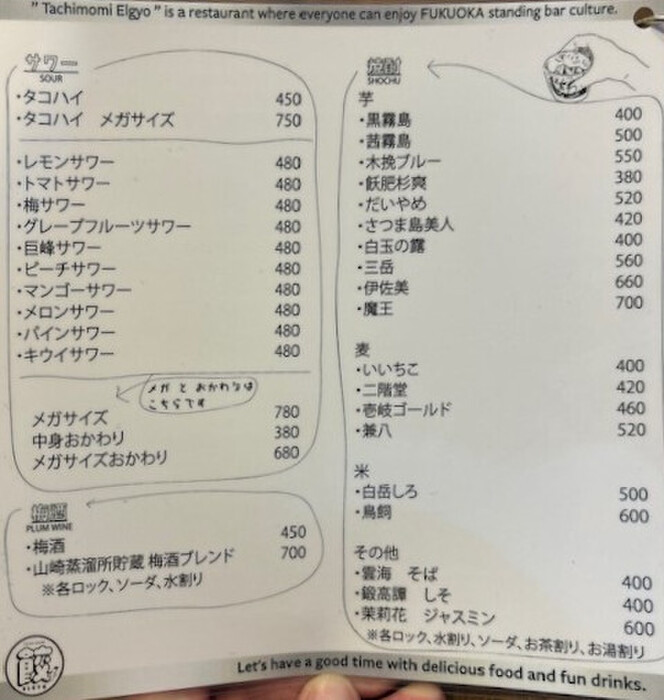 " Tachimomi Elgyo " is a restaurant where everyone can enjoy FUKUOKA standing bar culture.
サワー
SOUR
・タコハイ 450
・タコハイ メガサイズ 750
・レモンサワー 480
・トマトサワー 480
・梅サワー 480
・グレープフルーツサワー 480
・巨峰サワー 480
・ピーチサワー 480
・マンゴーサワー 480
・メロンサワー 480
・パインサワー 480
・キウイサワー 480
メガ と おかわりは
こちらです
メガサイズ 780
中身おかわり 380
メガサイズおかわり 680
梅酒
PLUM WINE
・梅酒 450
・山崎蒸溜所貯蔵 梅酒ブレンド 700
※各ロック、ソーダ、水割り
焼酎
SHOCHU
芋
・黒霧島 400
・茜霧島 500
・木挽ブルー 550
・飫肥杉爽 380
・だいやめ 520
・さつま島美人 420
・白玉の露 400
・三岳 560
・伊佐美 660
・魔王 700
麦
・いいちこ 400
・二階堂 420
・壱岐ゴールド 460
・兼八 520
米
・白岳しろ 500
・鳥飼 600
その他
・雲海 そば 400
・鍛高譚 しそ 400
・茉莉花 ジャスミン 600
※各ロック、水割り、ソーダ、お茶割り、お湯割り
Let's have a good time with delicious food and fun drinks.